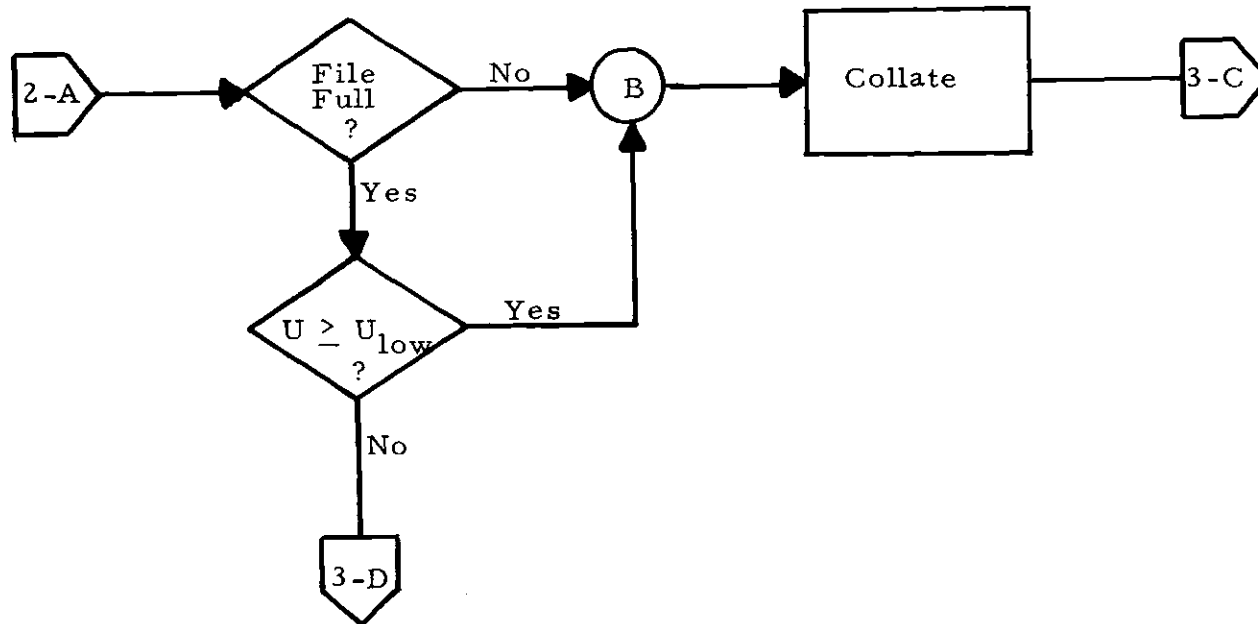 2-A
File
Full
?
No
B
Collate
3-C
Yes
U ≥ U_low
?
Yes
No
3-D